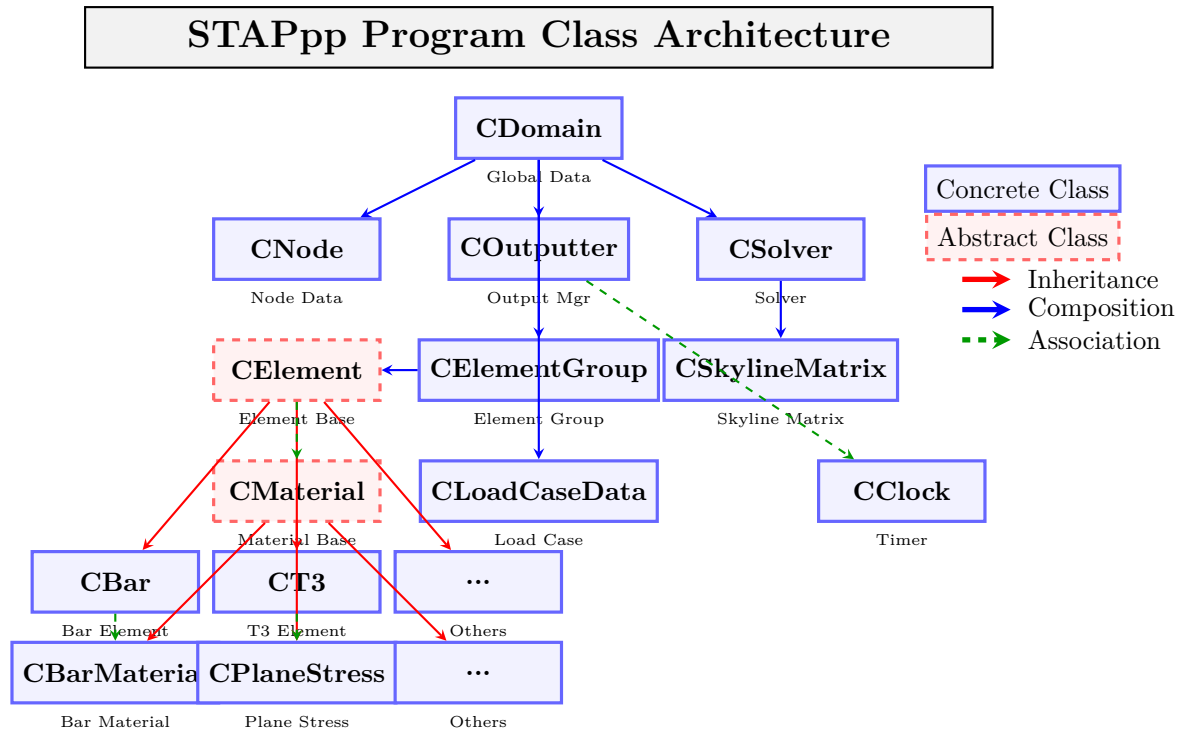 STAPpp Program Class Architecture
CDomain
Global Data
Concrete Class
CNode
COutputter
CSolver
Abstract Class
Node Data
Output Mgr
Solver
Inheritance
Composition
Association
CElement
CElementGroup
CSkylineMatrix
Element Base
Element Group
Skyline Matrix
CMaterial
CLoadCaseData
CClock
Material Base
Load Case
Timer
CBar
CT3
...
Bar Element
T3 Element
Others
CBarMateria
CPlaneStress
...
Bar Material
Plane Stress
Others